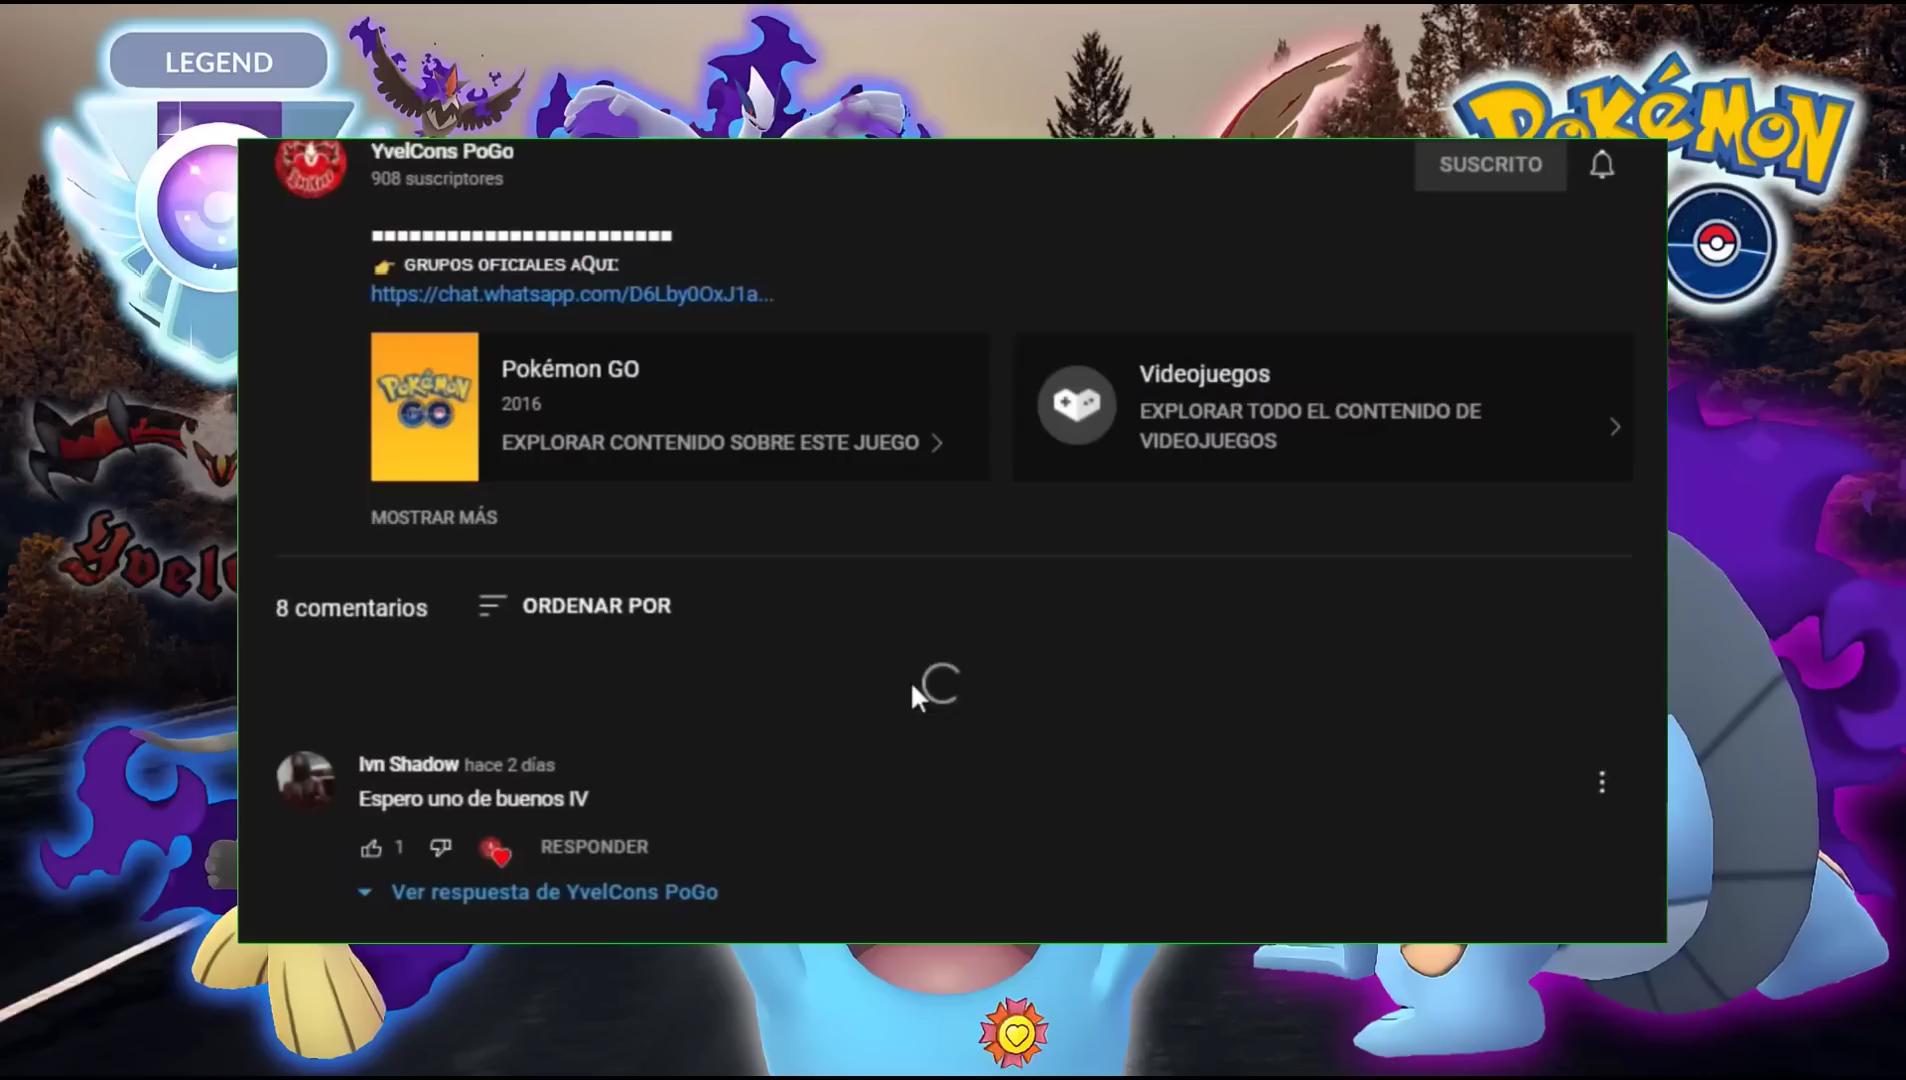 LEGEND
POKÉMON
YvelCons PoGo
908 suscriptores
SUSCRITO
GRUPOS OFICIALES AQUI:
https://chat.whatsapp.com/D6Lby0OxJ1a...
POKÉMON
GO
Pokémon GO
2016
EXPLORAR CONTENIDO SOBRE ESTE JUEGO
Videojuegos
EXPLORAR TODO EL CONTENIDO DE
VIDEOJUEGOS
MOSTRAR MÁS
Yvel
8 comentarios
ORDENAR POR
Ivn Shadow hace 2 días
Espero uno de buenos IV
1
RESPONDER
Ver respuesta de YvelCons PoGo